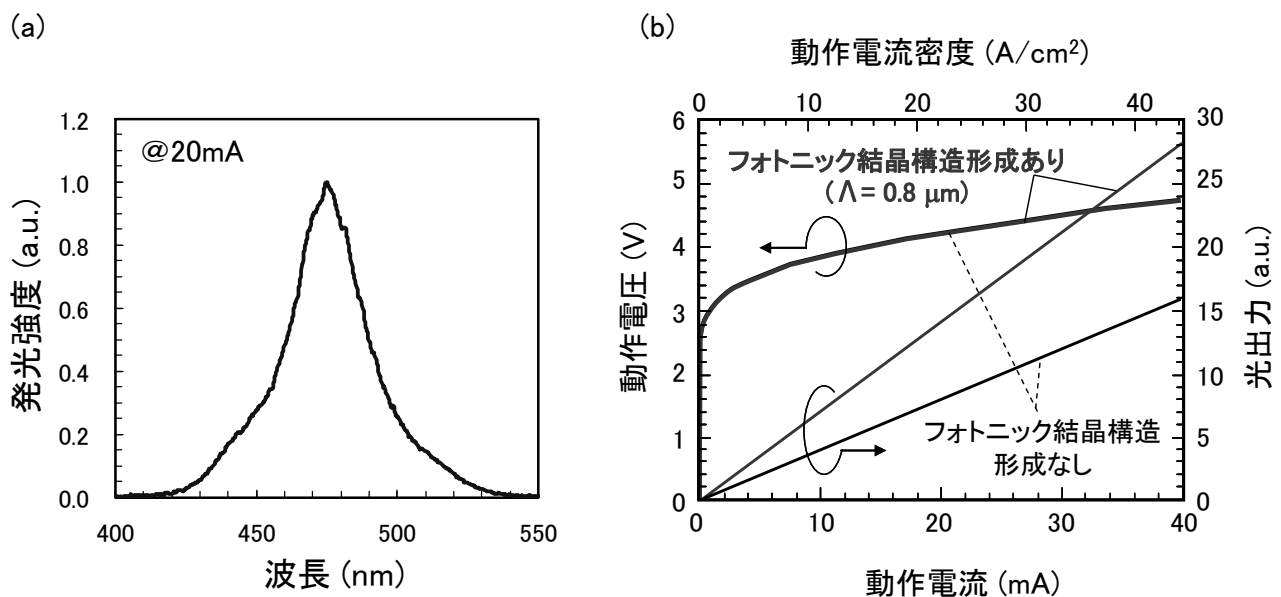 (a)
1.2
1.0
0.8
0.6
0.4
0.2
0.0
@20mA
400
450
500
550
発光強度 (a.u.)
波長 (nm)
(b)
動作電流密度 (A/cm²)
0
10
20
30
40
6
5
4
3
2
1
0
動作電圧 (V)
フォトニック結晶構造形成あり
(Λ = 0.8 μm)
フォトニック結晶構造
形成なし
30
25
20
15
10
5
0
光出力 (a.u.)
0
10
20
30
40
動作電流 (mA)